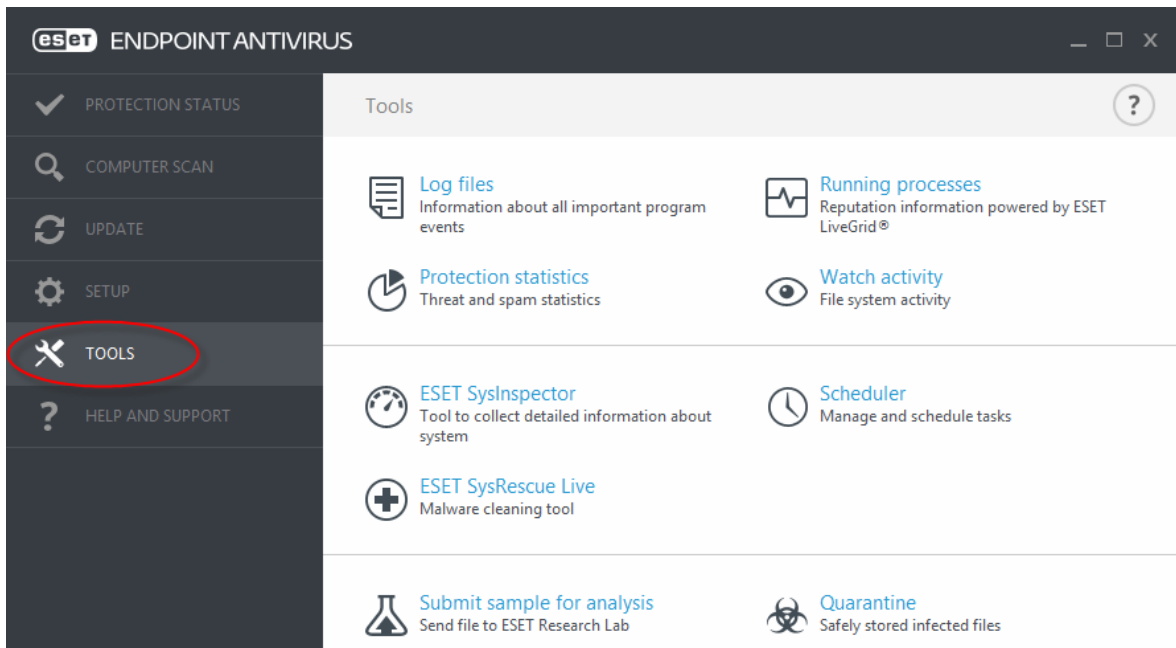 eset ENDPOINT ANTIVIRUS
PROTECTION STATUS
COMPUTER SCAN
UPDATE
SETUP
TOOLS
? HELP AND SUPPORT
Tools
?
Log files
Information about all important program
events
Running processes
Reputation information powered by ESET
LiveGrid®
Protection statistics
Threat and spam statistics
Watch activity
File system activity
ESET SysInspector
Tool to collect detailed information about
system
Scheduler
Manage and schedule tasks
ESET SysRescue Live
Malware cleaning tool
Submit sample for analysis
Send file to ESET Research Lab
Quarantine
Safely stored infected files